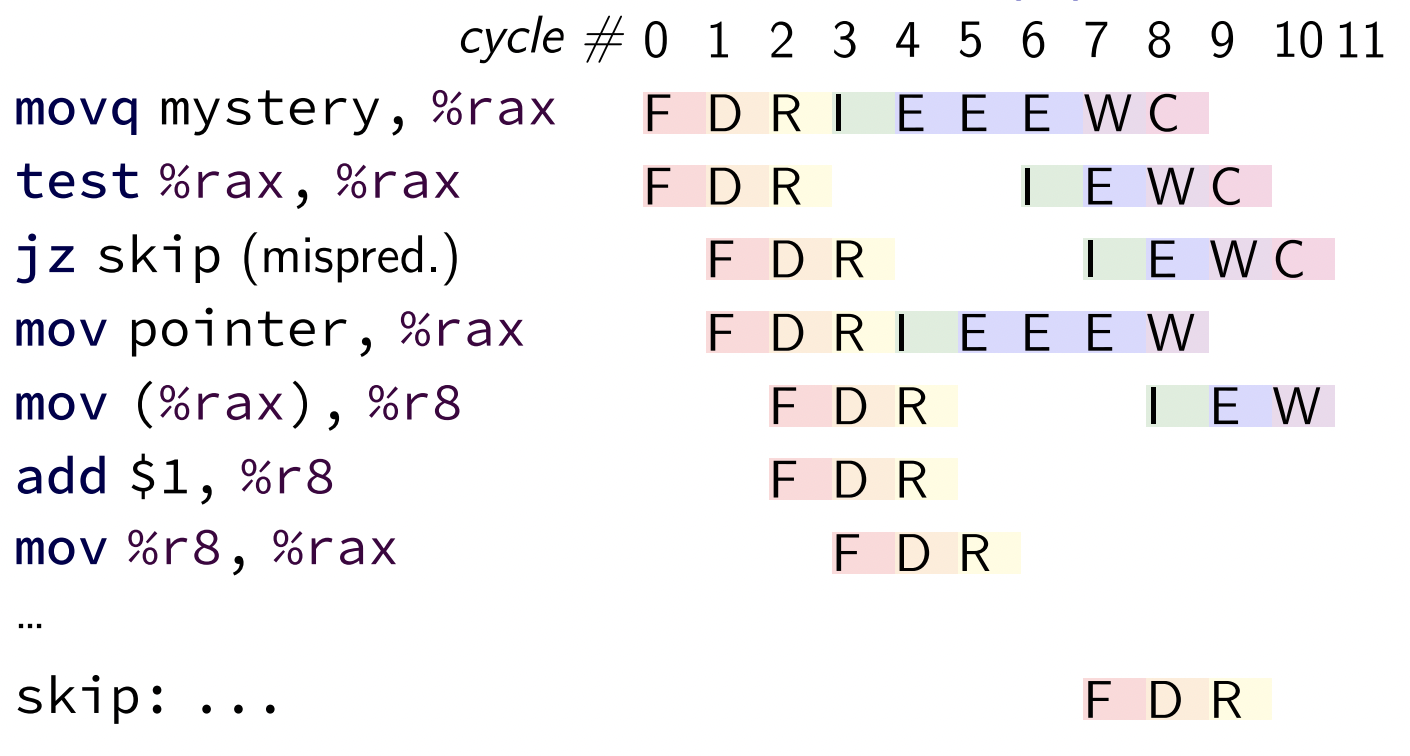 cycle # 0 1 2 3 4 5 6 7 8 9 10 11
movq mystery, %rax F D R I E E E W C
test %rax, %rax F D R I E W C
jz skip (mispred.) F D R I E W C
mov pointer, %rax F D R I E E E W
mov (%rax), %r8 F D R I E W
add $1, %r8 F D R
mov %r8, %rax F D R
…
skip: ... F D R